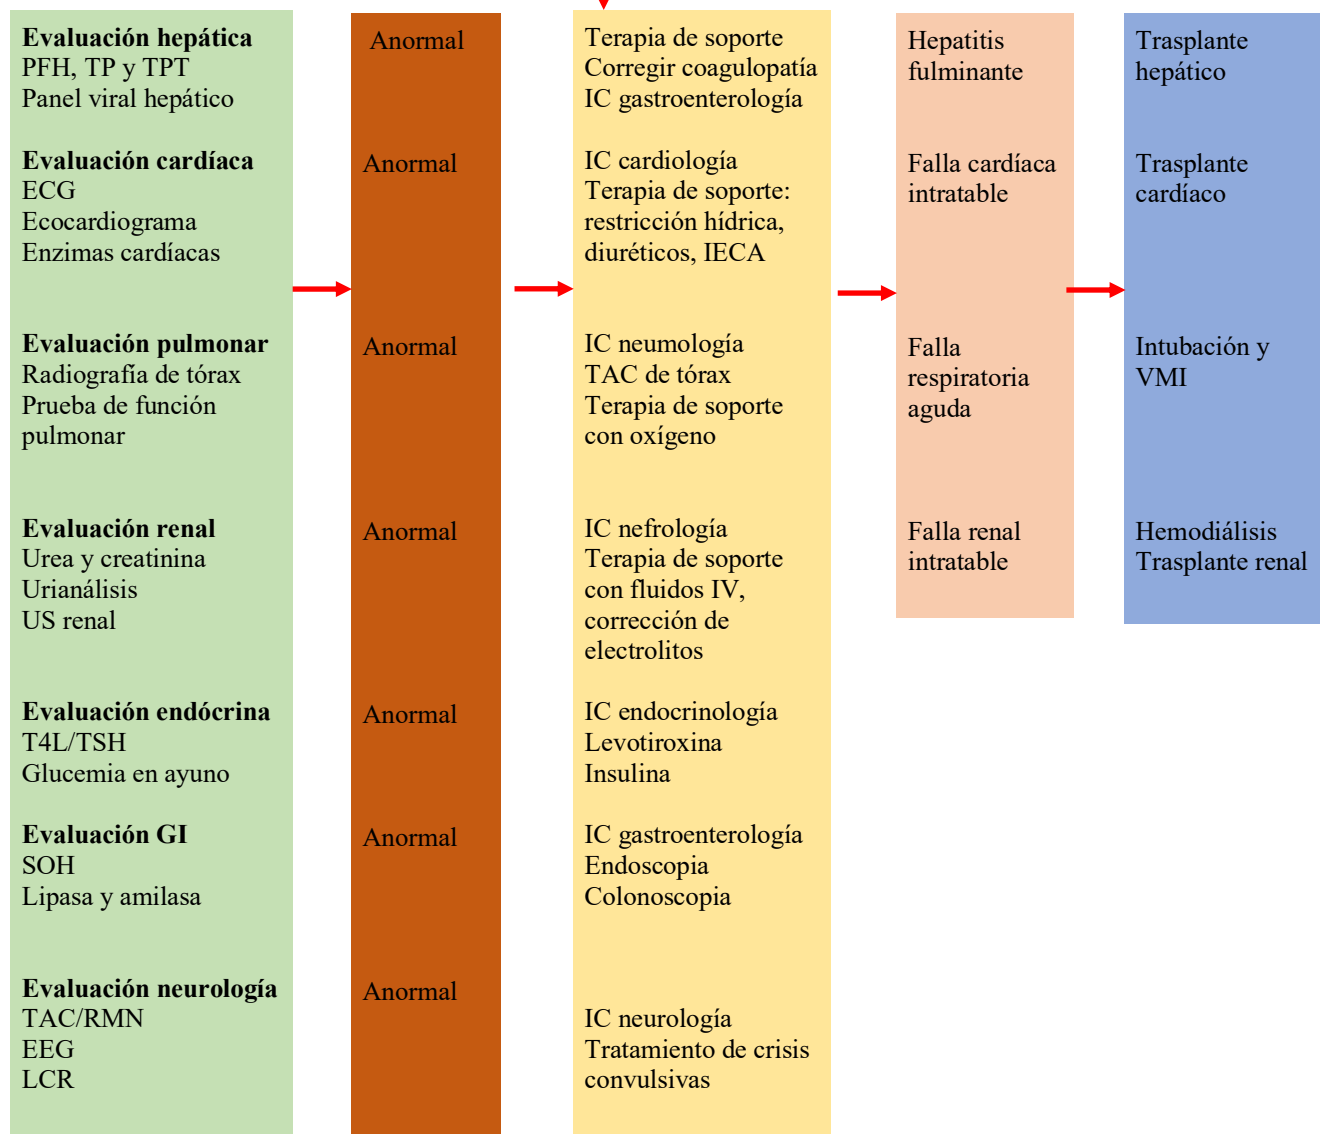 Evaluación hepática
PFH, TP y TPT
Panel viral hepático
Evaluación cardíaca
ECG
Ecocardiograma
Enzimas cardíacas
Evaluación pulmonar
Radiografía de tórax
Prueba de función
pulmonar
Evaluación renal
Urea y creatinina
Urianálisis
US renal
Evaluación endócrina
T4L/TSH
Glucemia en ayuno
Evaluación GI
SOH
Lipasa y amilasa
Evaluación neurología
TAC/RMN
EEG
LCR
Anormal
Anormal
Anormal
Anormal
Anormal
Anormal
Anormal
Terapia de soporte
Corregir coagulopatía
IC gastroenterología
IC cardiología
Terapia de soporte:
restricción hídrica,
diuréticos, IECA
IC neumología
TAC de tórax
Terapia de soporte
con oxígeno
IC nefrología
Terapia de soporte
con fluidos IV,
corrección de
electrolitos
IC endocrinología
Levotiroxina
Insulina
IC gastroenterología
Endoscopia
Colonoscopia
IC neurología
Tratamiento de crisis
convulsivas
Hepatitis
fulminante
Falla cardíaca
intratable
Falla
respiratoria
aguda
Falla renal
intratable
Trasplante
hepático
Trasplante
cardíaco
Intubación y
VMI
Hemodiálisis
Trasplante renal